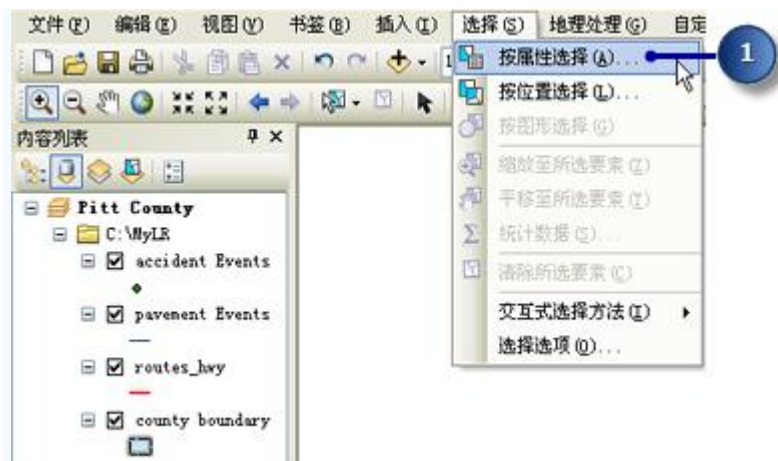 文件(F) 编辑(E) 视图(V) 书签(B) 插入(I) 选择(S) 地理处理(G) 自定
按属性选择(A)...
1
按位置选择(L)...
按图形选择(G)
内容列表
缩放至所选要素(Z)
平移至所选要素(T)
统计数据(S)...
清除所选要素(C)
交互式选择方法(I)
选择选项(O)...
Pitt County
C:\MyLR
accident Events
pavement Events
routes_hwy
county boundary